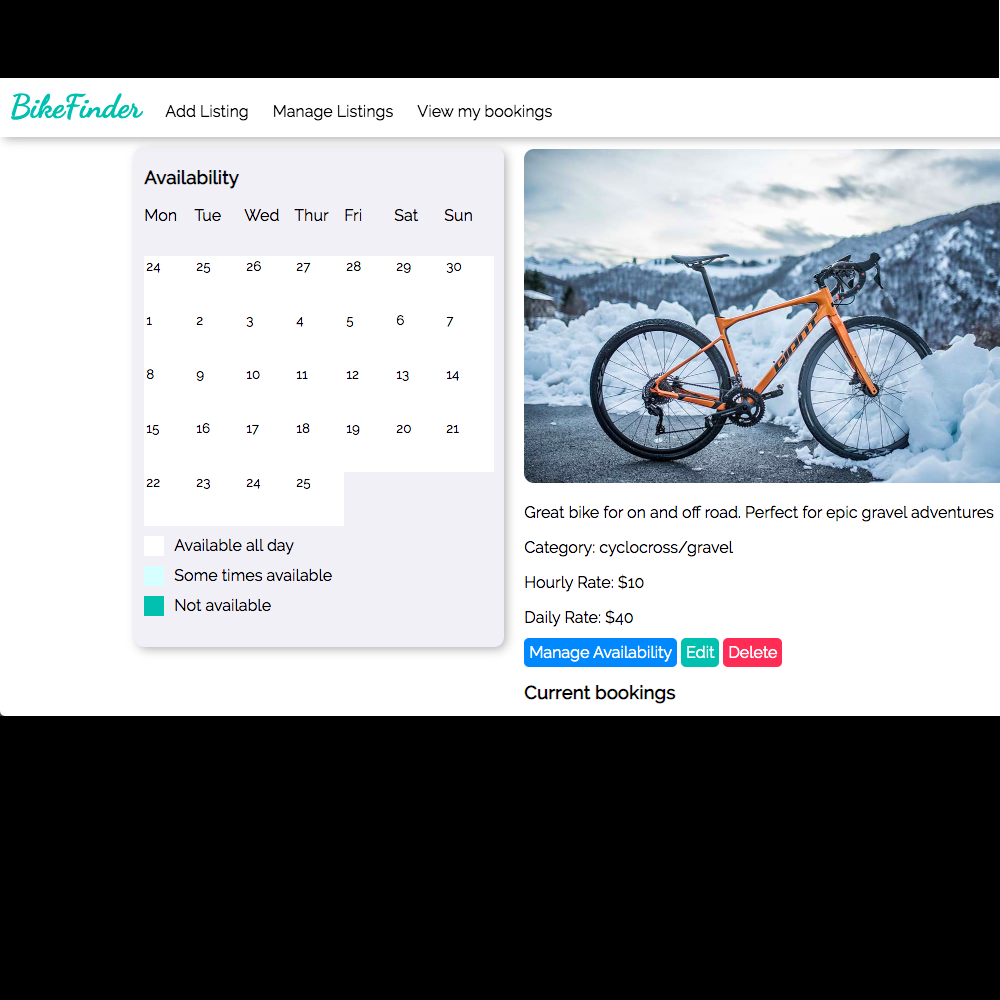 BikeFinder Add Listing Manage Listings View my bookings
Availability
Mon Tue Wed Thur Fri Sat Sun
24 25 26 27 28 29 30
1 2 3 4 5 6 7
8 9 10 11 12 13 14
15 16 17 18 19 20 21
22 23 24 25
Available all day
Some times available
Not available
GIANT
Great bike for on and off road. Perfect for epic gravel adventures
Category: cyclocross/gravel
Hourly Rate: $10
Daily Rate: $40
Manage Availability Edit Delete
Current bookings